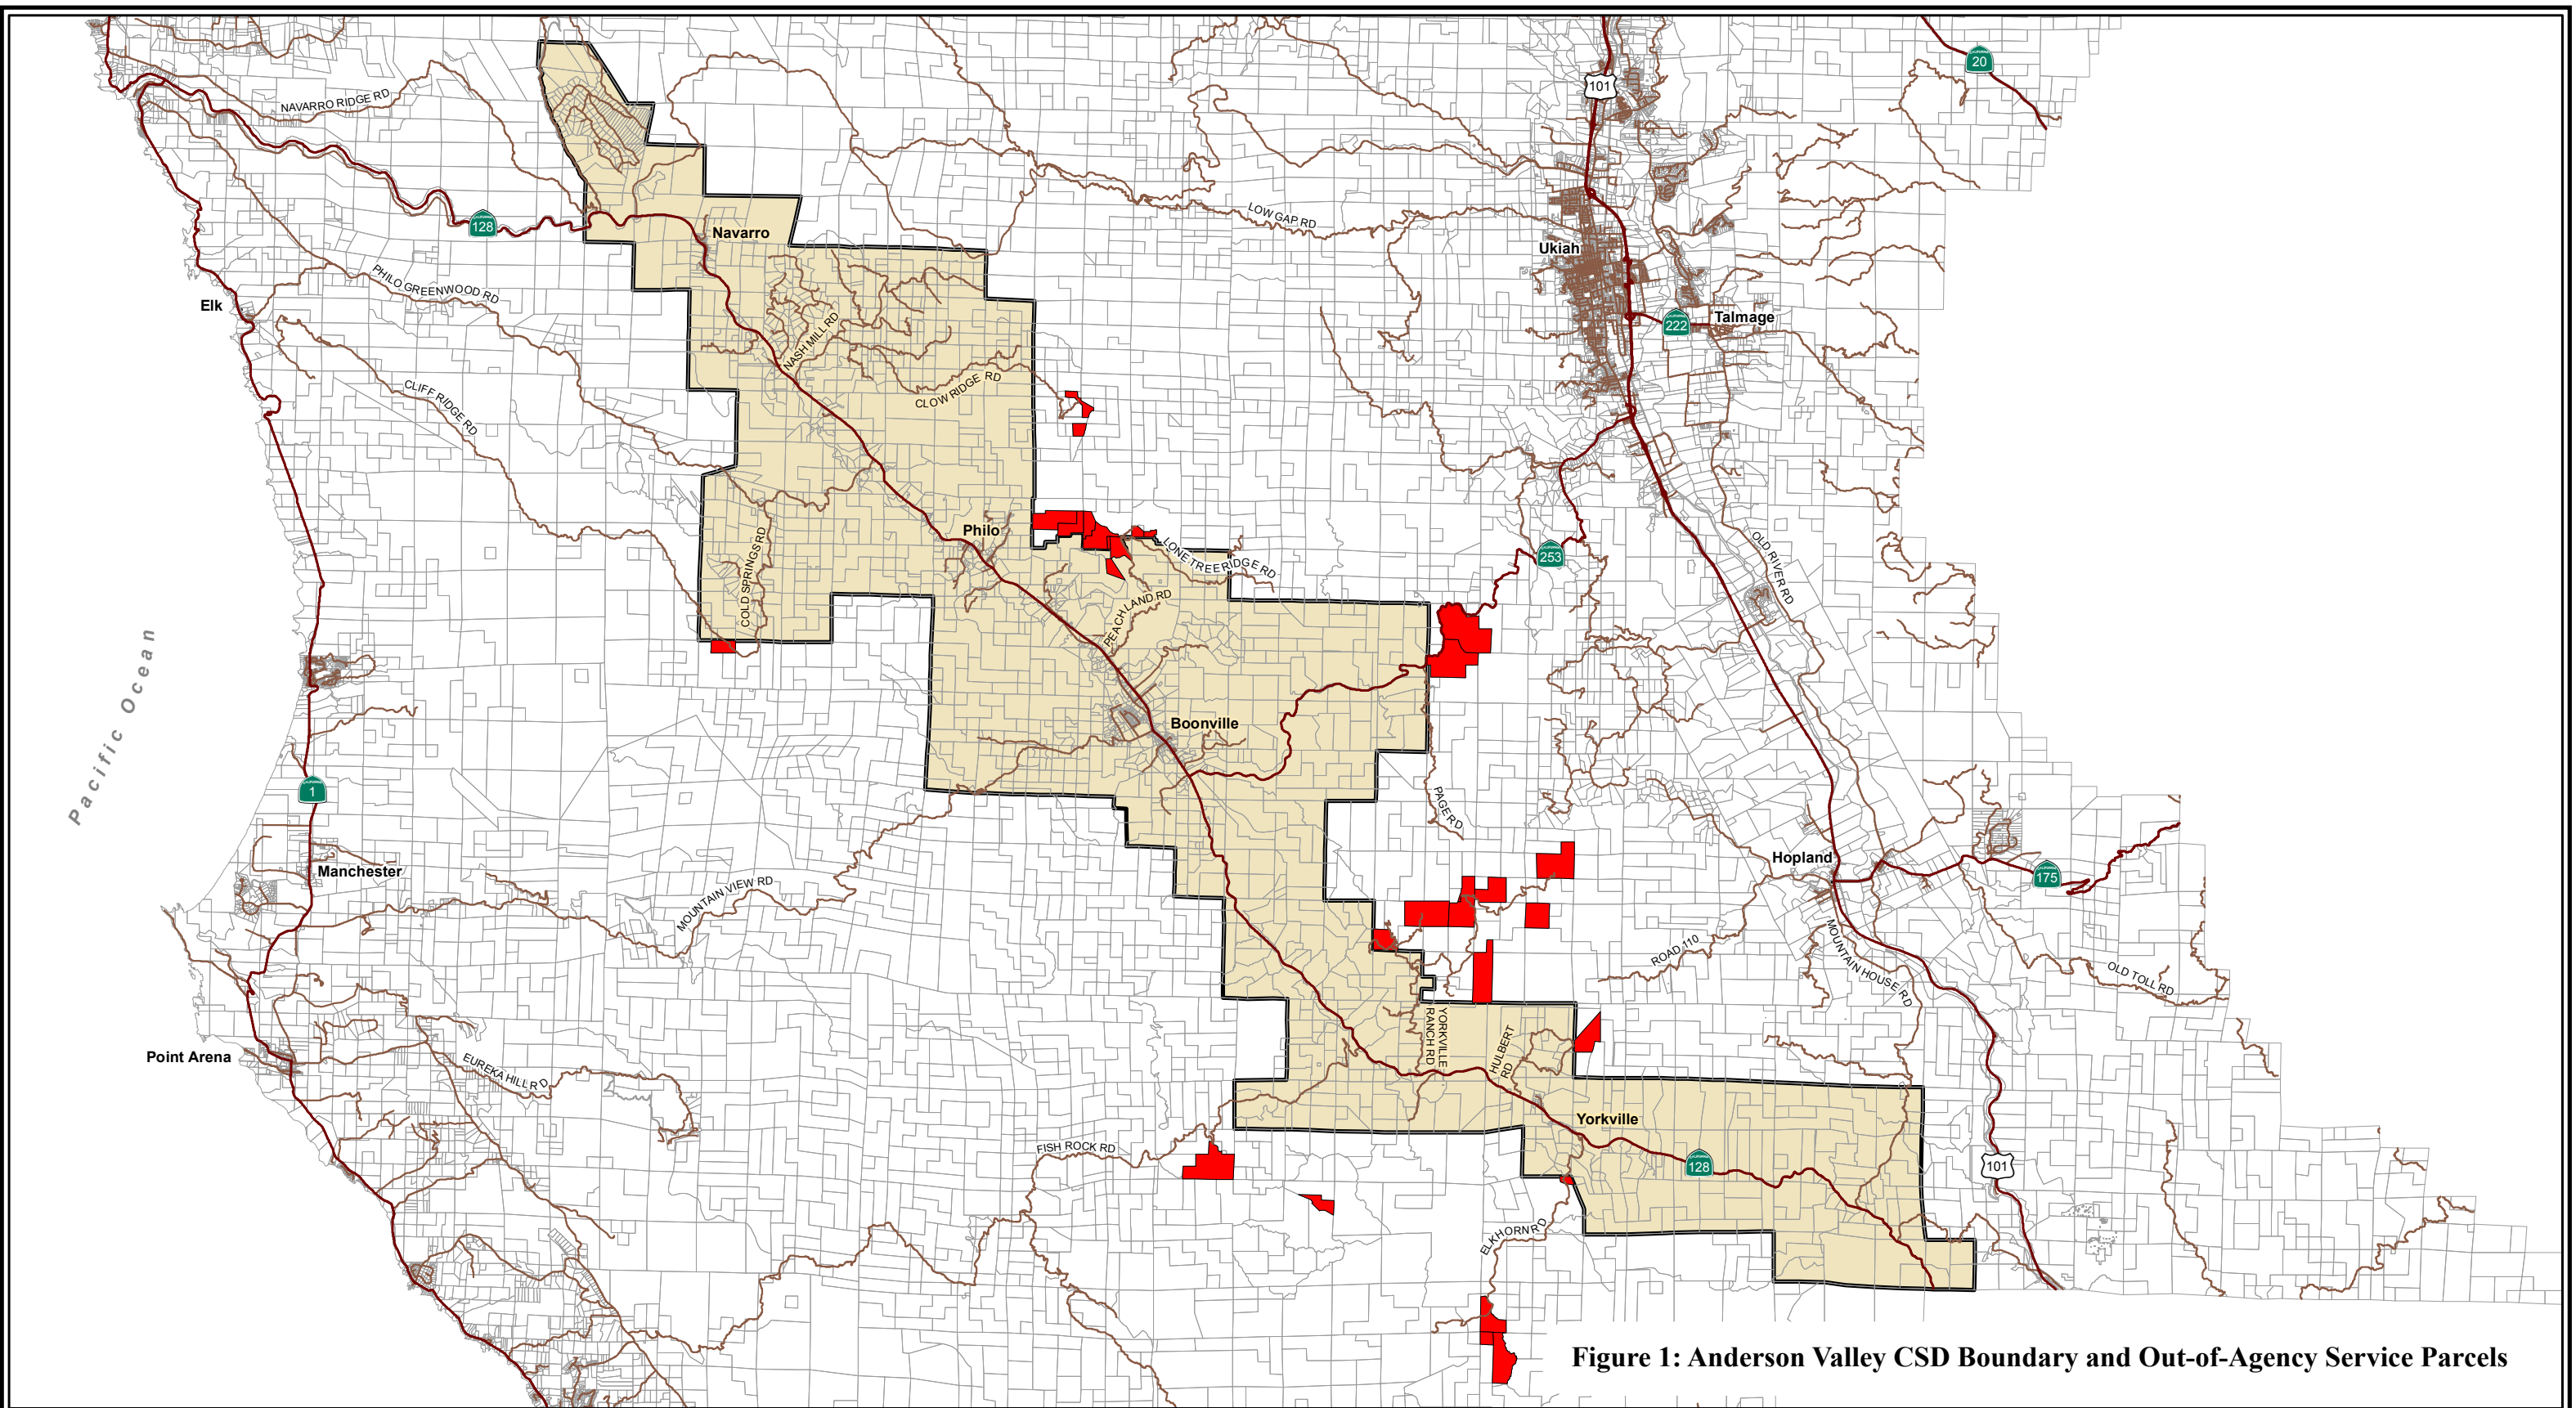 20
101
NAVARRO RIDGE RD
LOW GAP RD
128
Navarro
Ukiah
PHILO GREENWOOD RD
Elk
222
Talmage
NASH MILL RD
CLOW RIDGE RD
CLIFF RIDGE RD
Philo
COLD SPRINGS RD
LONE TREE RIDGE RD
253
OLD RIVER RD
PEACH LAND RD
Pacific Ocean
Boonville
1
PAGE RD
Manchester
Hopland
175
MOUNTAIN VIEW RD
ROAD 110
MOUNTAIN HOUSE RD
OLD TOLL RD
Point Arena
EUREKA HILL RD
YORKVILLE
RANCH RD
HULBERT
RD
Yorkville
FISH ROCK RD
128
101
ELKHORN RD
Figure 1: Anderson Valley CSD Boundary and Out-of-Agency Service Parcels